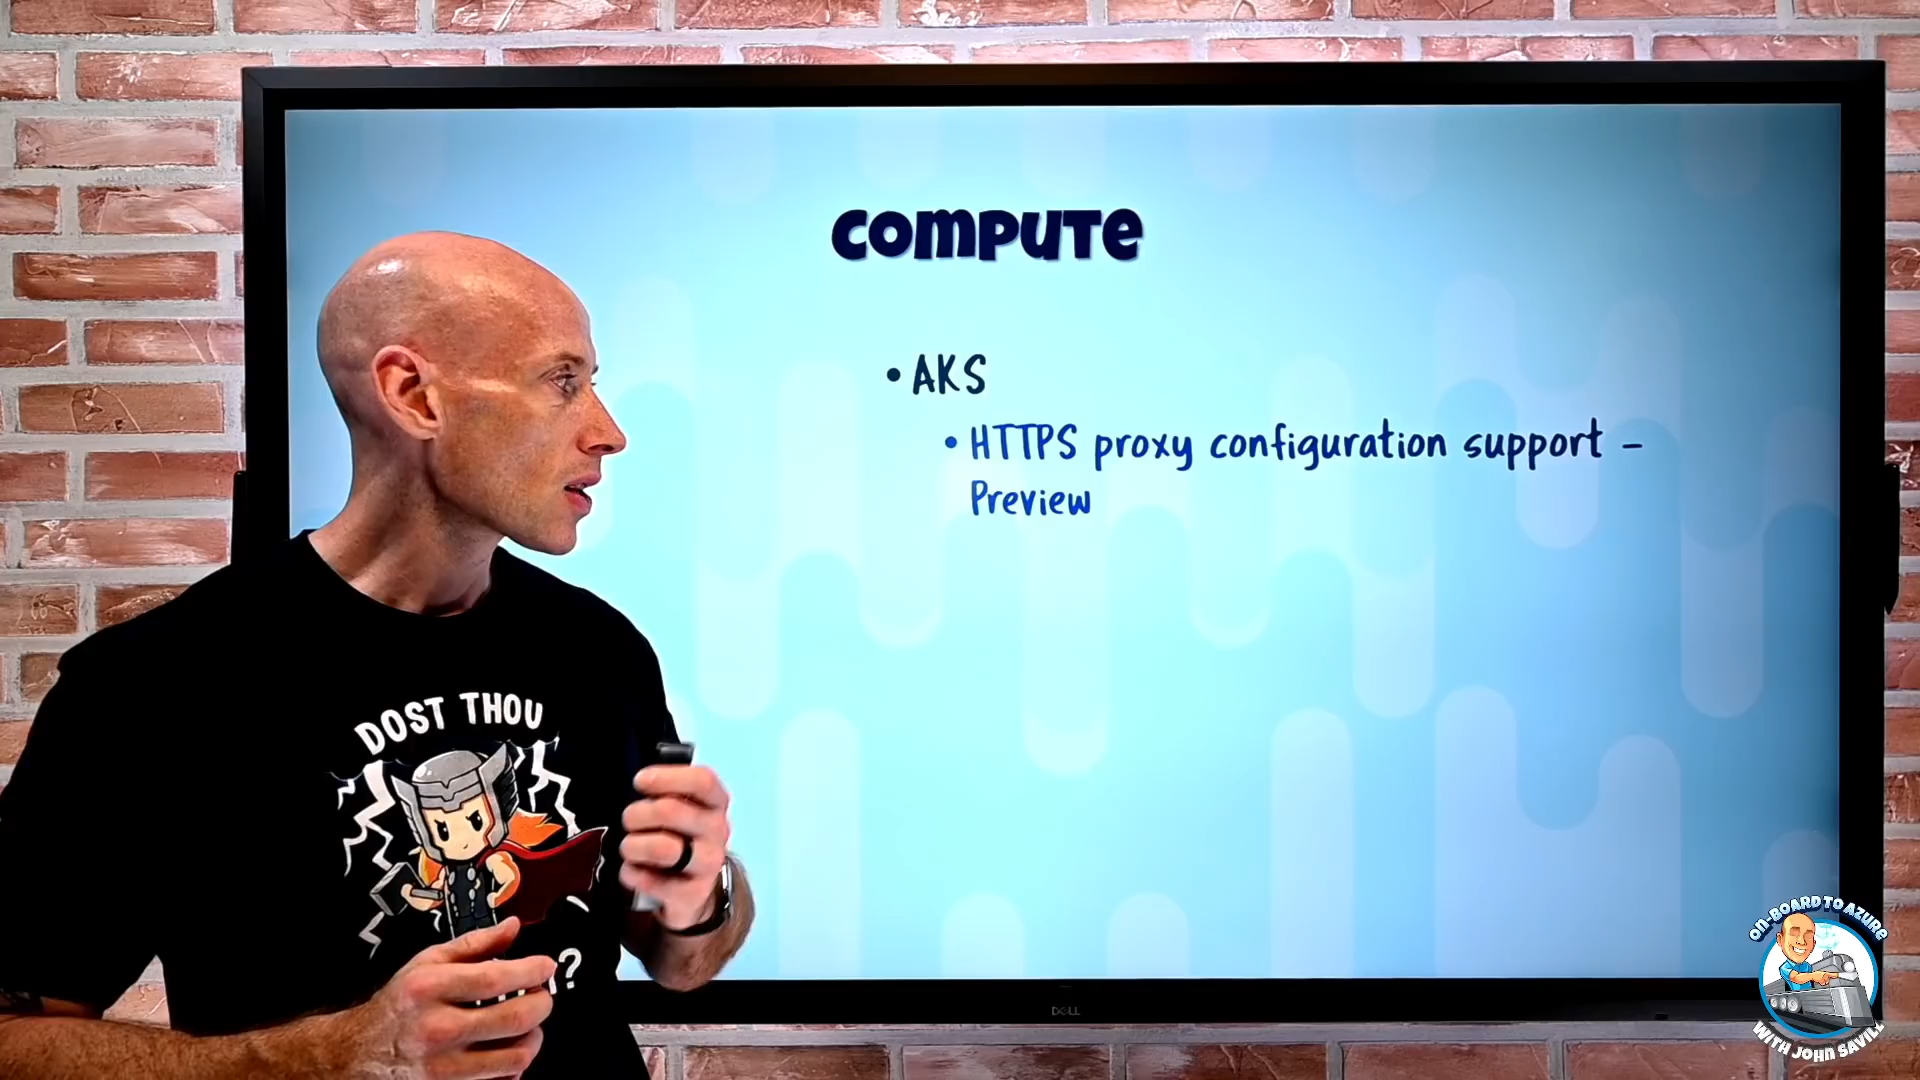 COMPUTE
• AKS
• HTTPS proxy configuration support –
Preview
DOST THOU
?
DELL
ON-BOARD TO AZURE
WITH JOHN SAVILL